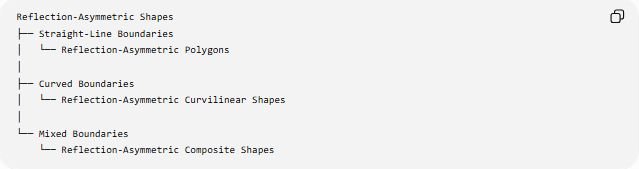 Reflection-Asymmetric Shapes
├── Straight-Line Boundaries
│   └── Reflection-Asymmetric Polygons
│
├── Curved Boundaries
│   └── Reflection-Asymmetric Curvilinear Shapes
│
└── Mixed Boundaries
    └── Reflection-Asymmetric Composite Shapes